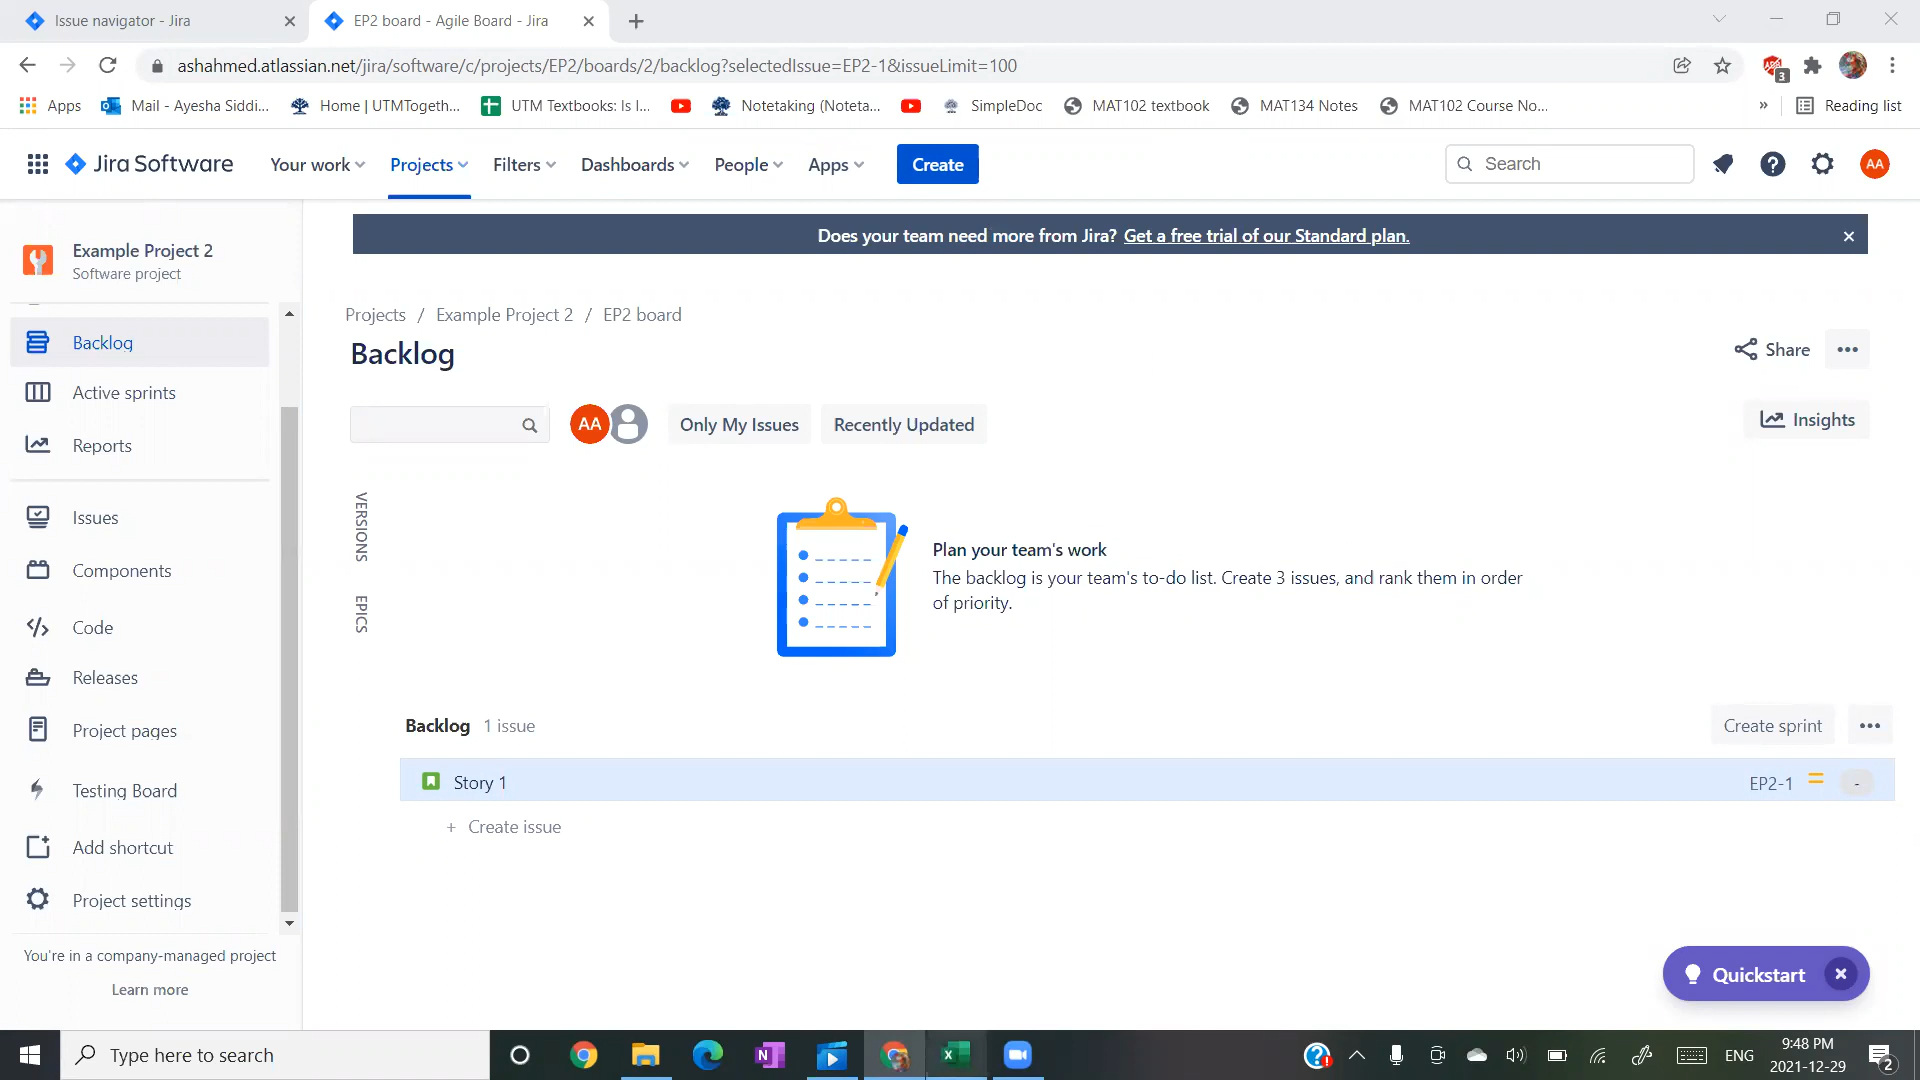 Issue navigator - Jira
EP2 board - Agile Board - Jira
ashahmed.atlassian.net/jira/software/c/projects/EP2/boards/2/backlog?selectedIssue=EP2-1&issueLimit=100
3
Apps
Mail - Ayesha Siddi...
Home | UTMTogeth...
UTM Textbooks: Is I...
Notetaking (Noteta...
SimpleDoc
MAT102 textbook
MAT134 Notes
MAT102 Course No...
»
Reading list
Jira Software
Your work
Projects
Filters
Dashboards
People
Apps
Create
Search
AA
Example Project 2
Software project
Does your team need more from Jira? Get a free trial of our Standard plan.
Backlog
Active sprints
Reports
Issues
Components
Code
Releases
Project pages
Testing Board
Add shortcut
Project settings
You're in a company-managed project
Learn more
Projects / Example Project 2 / EP2 board
Backlog
Share
AA
Only My Issues
Recently Updated
Insights
VERSIONS
EPICS
Plan your team's work
The backlog is your team's to-do list. Create 3 issues, and rank them in order
of priority.
Backlog 1 issue
Create sprint
Story 1
EP2-1
-
+ Create issue
Quickstart
Type here to search
ENG
9:48 PM
2021-12-29
2